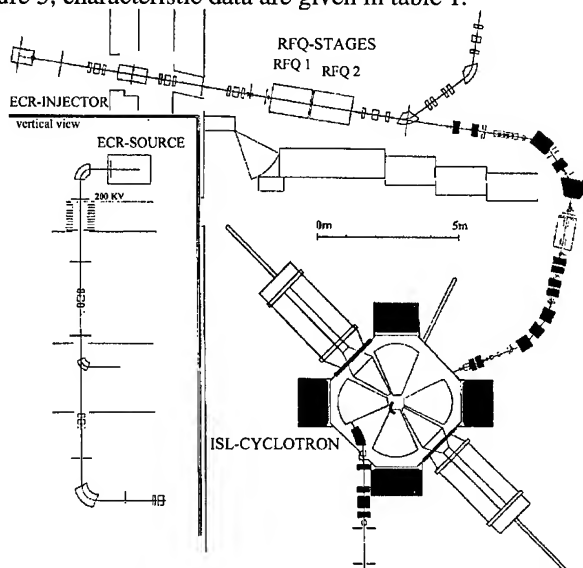 ure 3, characteristic data are given in table 1.
RFQ-STAGES
RFQ 1
RFQ 2
ECR-INJECTOR
vertical view
ECR-SOURCE
200 KV
0m
5m
ISL-CYCLOTRON